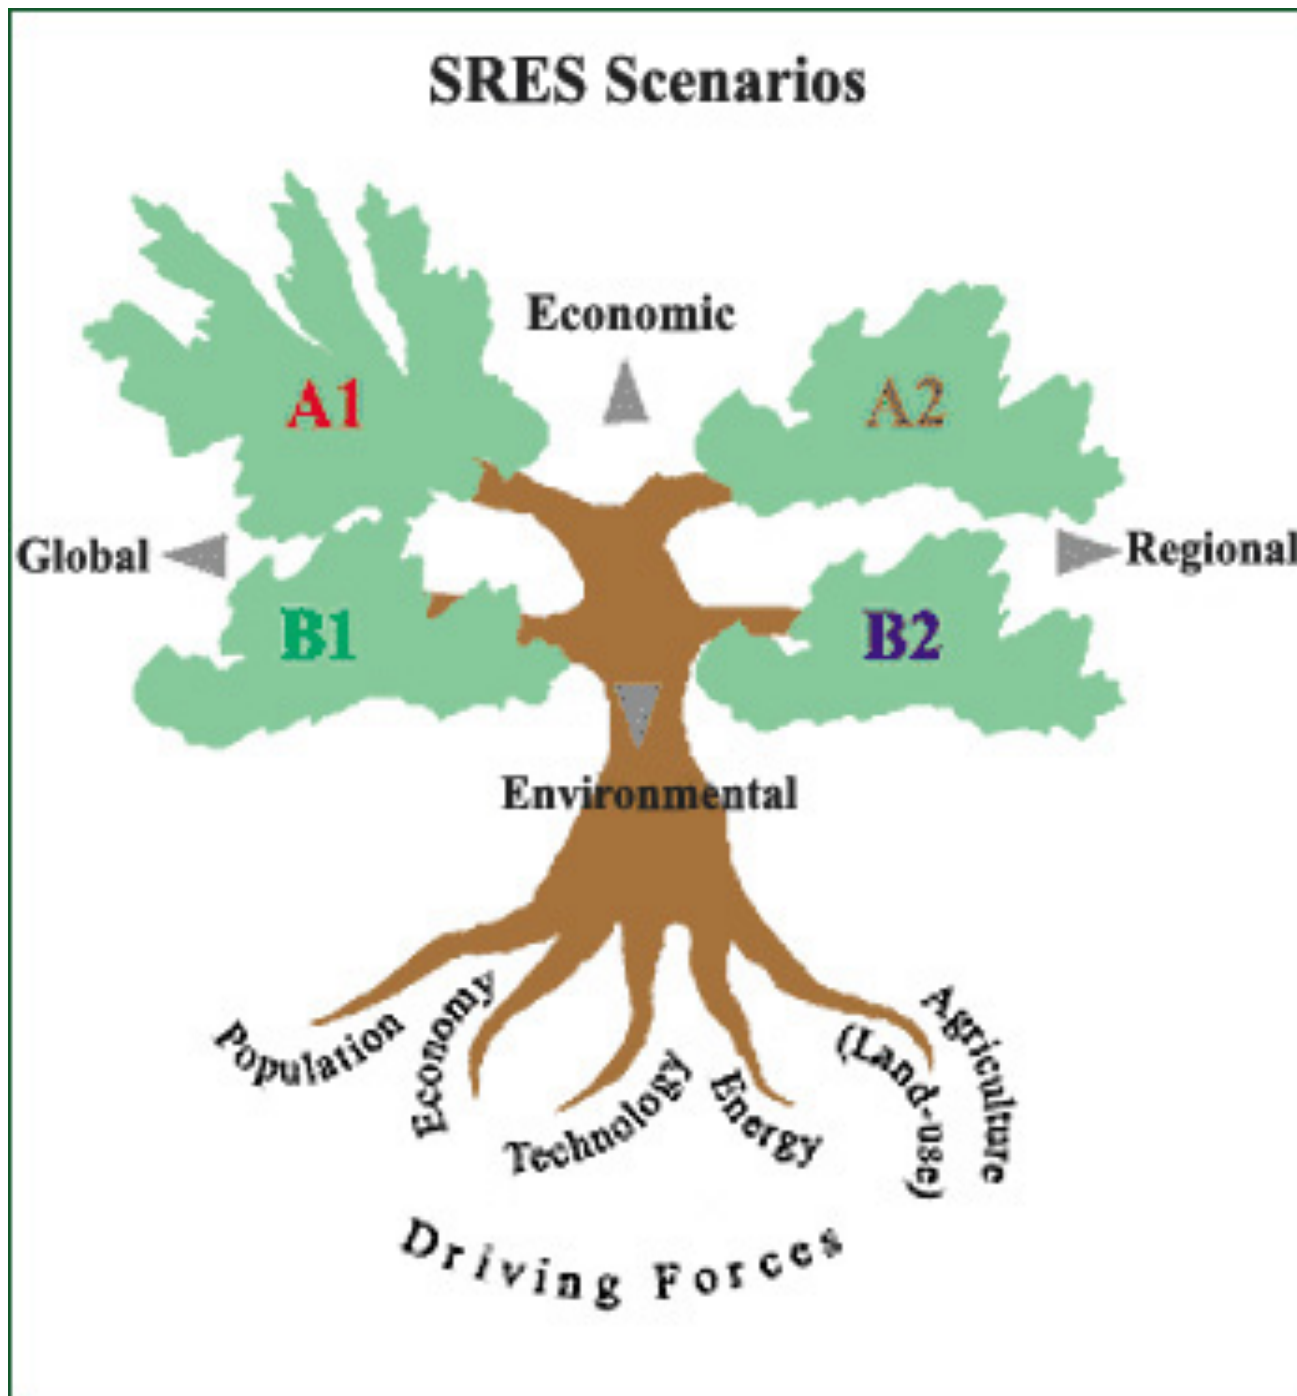 SRES Scenarios
Economic
A1
A2
Global
Regional
B1
B2
Environmental
Population
Economy
Technology
Energy
Agriculture
(Land-use)
Driving Forces